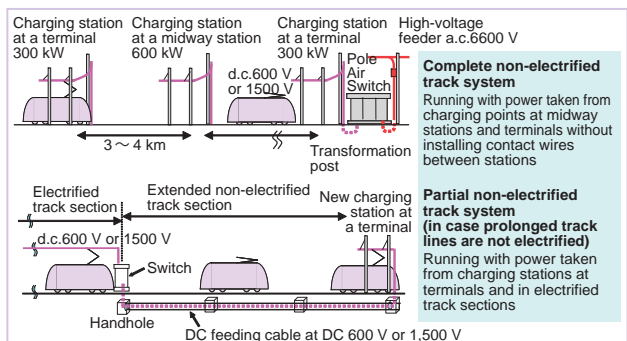 Charging station
at a terminal
300 kW
Charging station
at a midway station
600 kW
Charging station
at a terminal
300 kW
High-voltage
feeder a.c.6600 V
Pole
Air
Switch
d.c.600 V
or 1500 V
3 ~ 4 km
Transformation
post
Complete non-electrified
track system
Running with power taken from
charging points at midway
stations and terminals without
installing contact wires
between stations
Electrified
track section
Extended non-electrified
track section
New charging
station at
a terminal
d.c.600 V or 1500 V
Switch
Handhole
DC feeding cable at DC 600 V or 1,500 V
Partial non-electrified
track system
(in case prolonged track
lines are not electrified)
Running with power taken
from charging stations at
terminals and in electrified
track sections